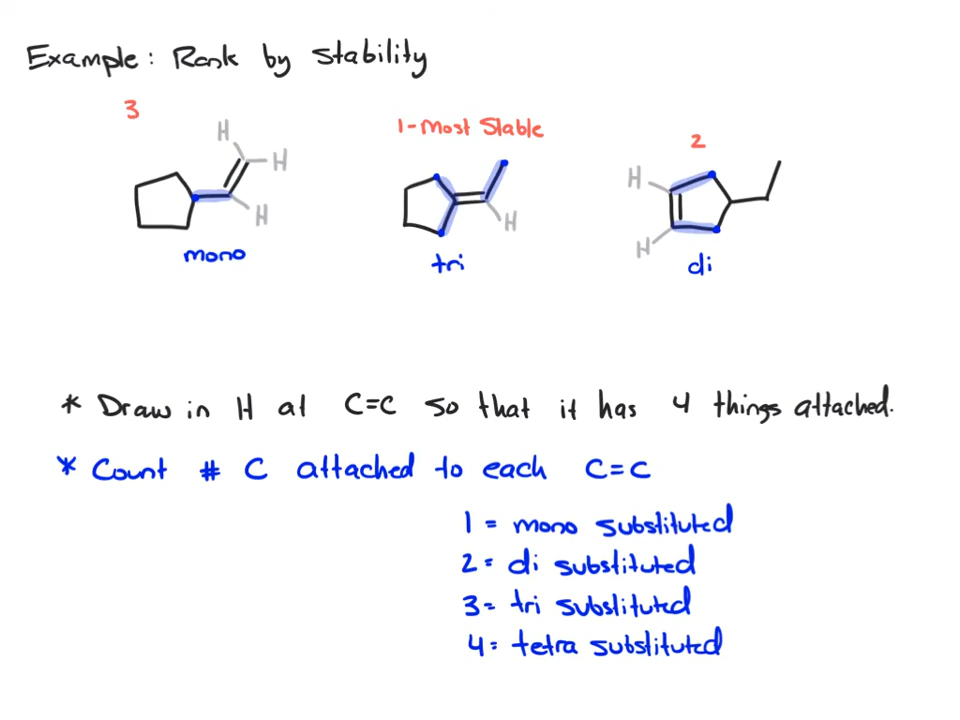 Example: Rank by Stability
3
1-Most Stable
2
H
H
H
H
H
H
mono
tri
di
* Draw in H at C=C so that it has 4 things attached.
* Count # C attached to each C=C
1 = mono substituted
2 = di substituted
3 = tri substituted
4 = tetra substituted